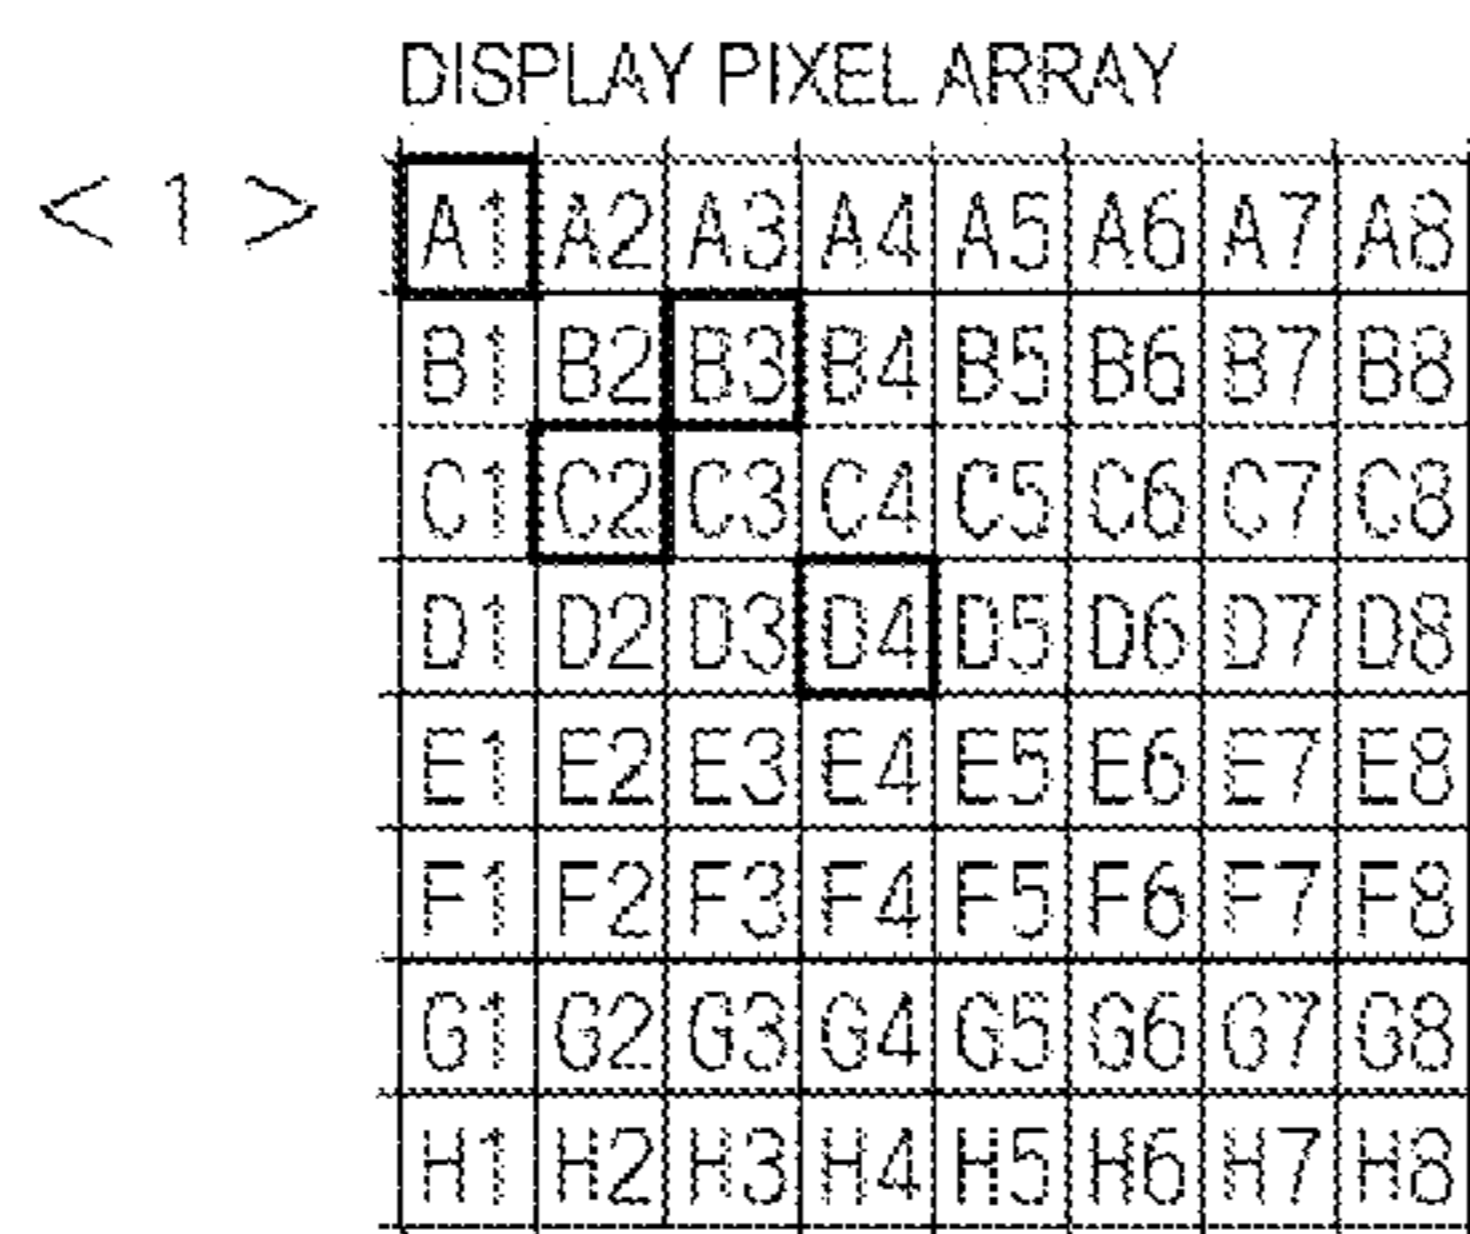 DISPLAY PIXEL ARRAY
< 1 > A1 A2 A3 A4 A5 A6 A7 A8
B1 B2 B3 B4 B5 B6 B7 B8
C1 C2 C3 C4 C5 C6 C7 C8
D1 D2 D3 D4 D5 D6 D7 D8
E1 E2 E3 E4 E5 E6 E7 E8
F1 F2 F3 F4 F5 F6 F7 F8
G1 G2 G3 G4 G5 G6 G7 G8
H1 H2 H3 H4 H5 H6 H7 H8